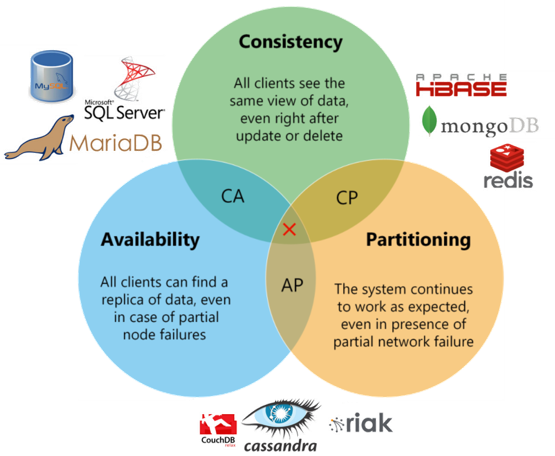 Consistency
All clients see the
same view of data,
even right after
update or delete
MySQL
Microsoft®
SQL Server®
MariaDB
APACHE
HBASE
mongoDB
redis
CA
CP
Availability
All clients can find a
replica of data, even
in case of partial
node failures
Partitioning
The system continues
to work as expected,
even in presence of
partial network failure
AP
CouchDB
relax
cassandra
riak